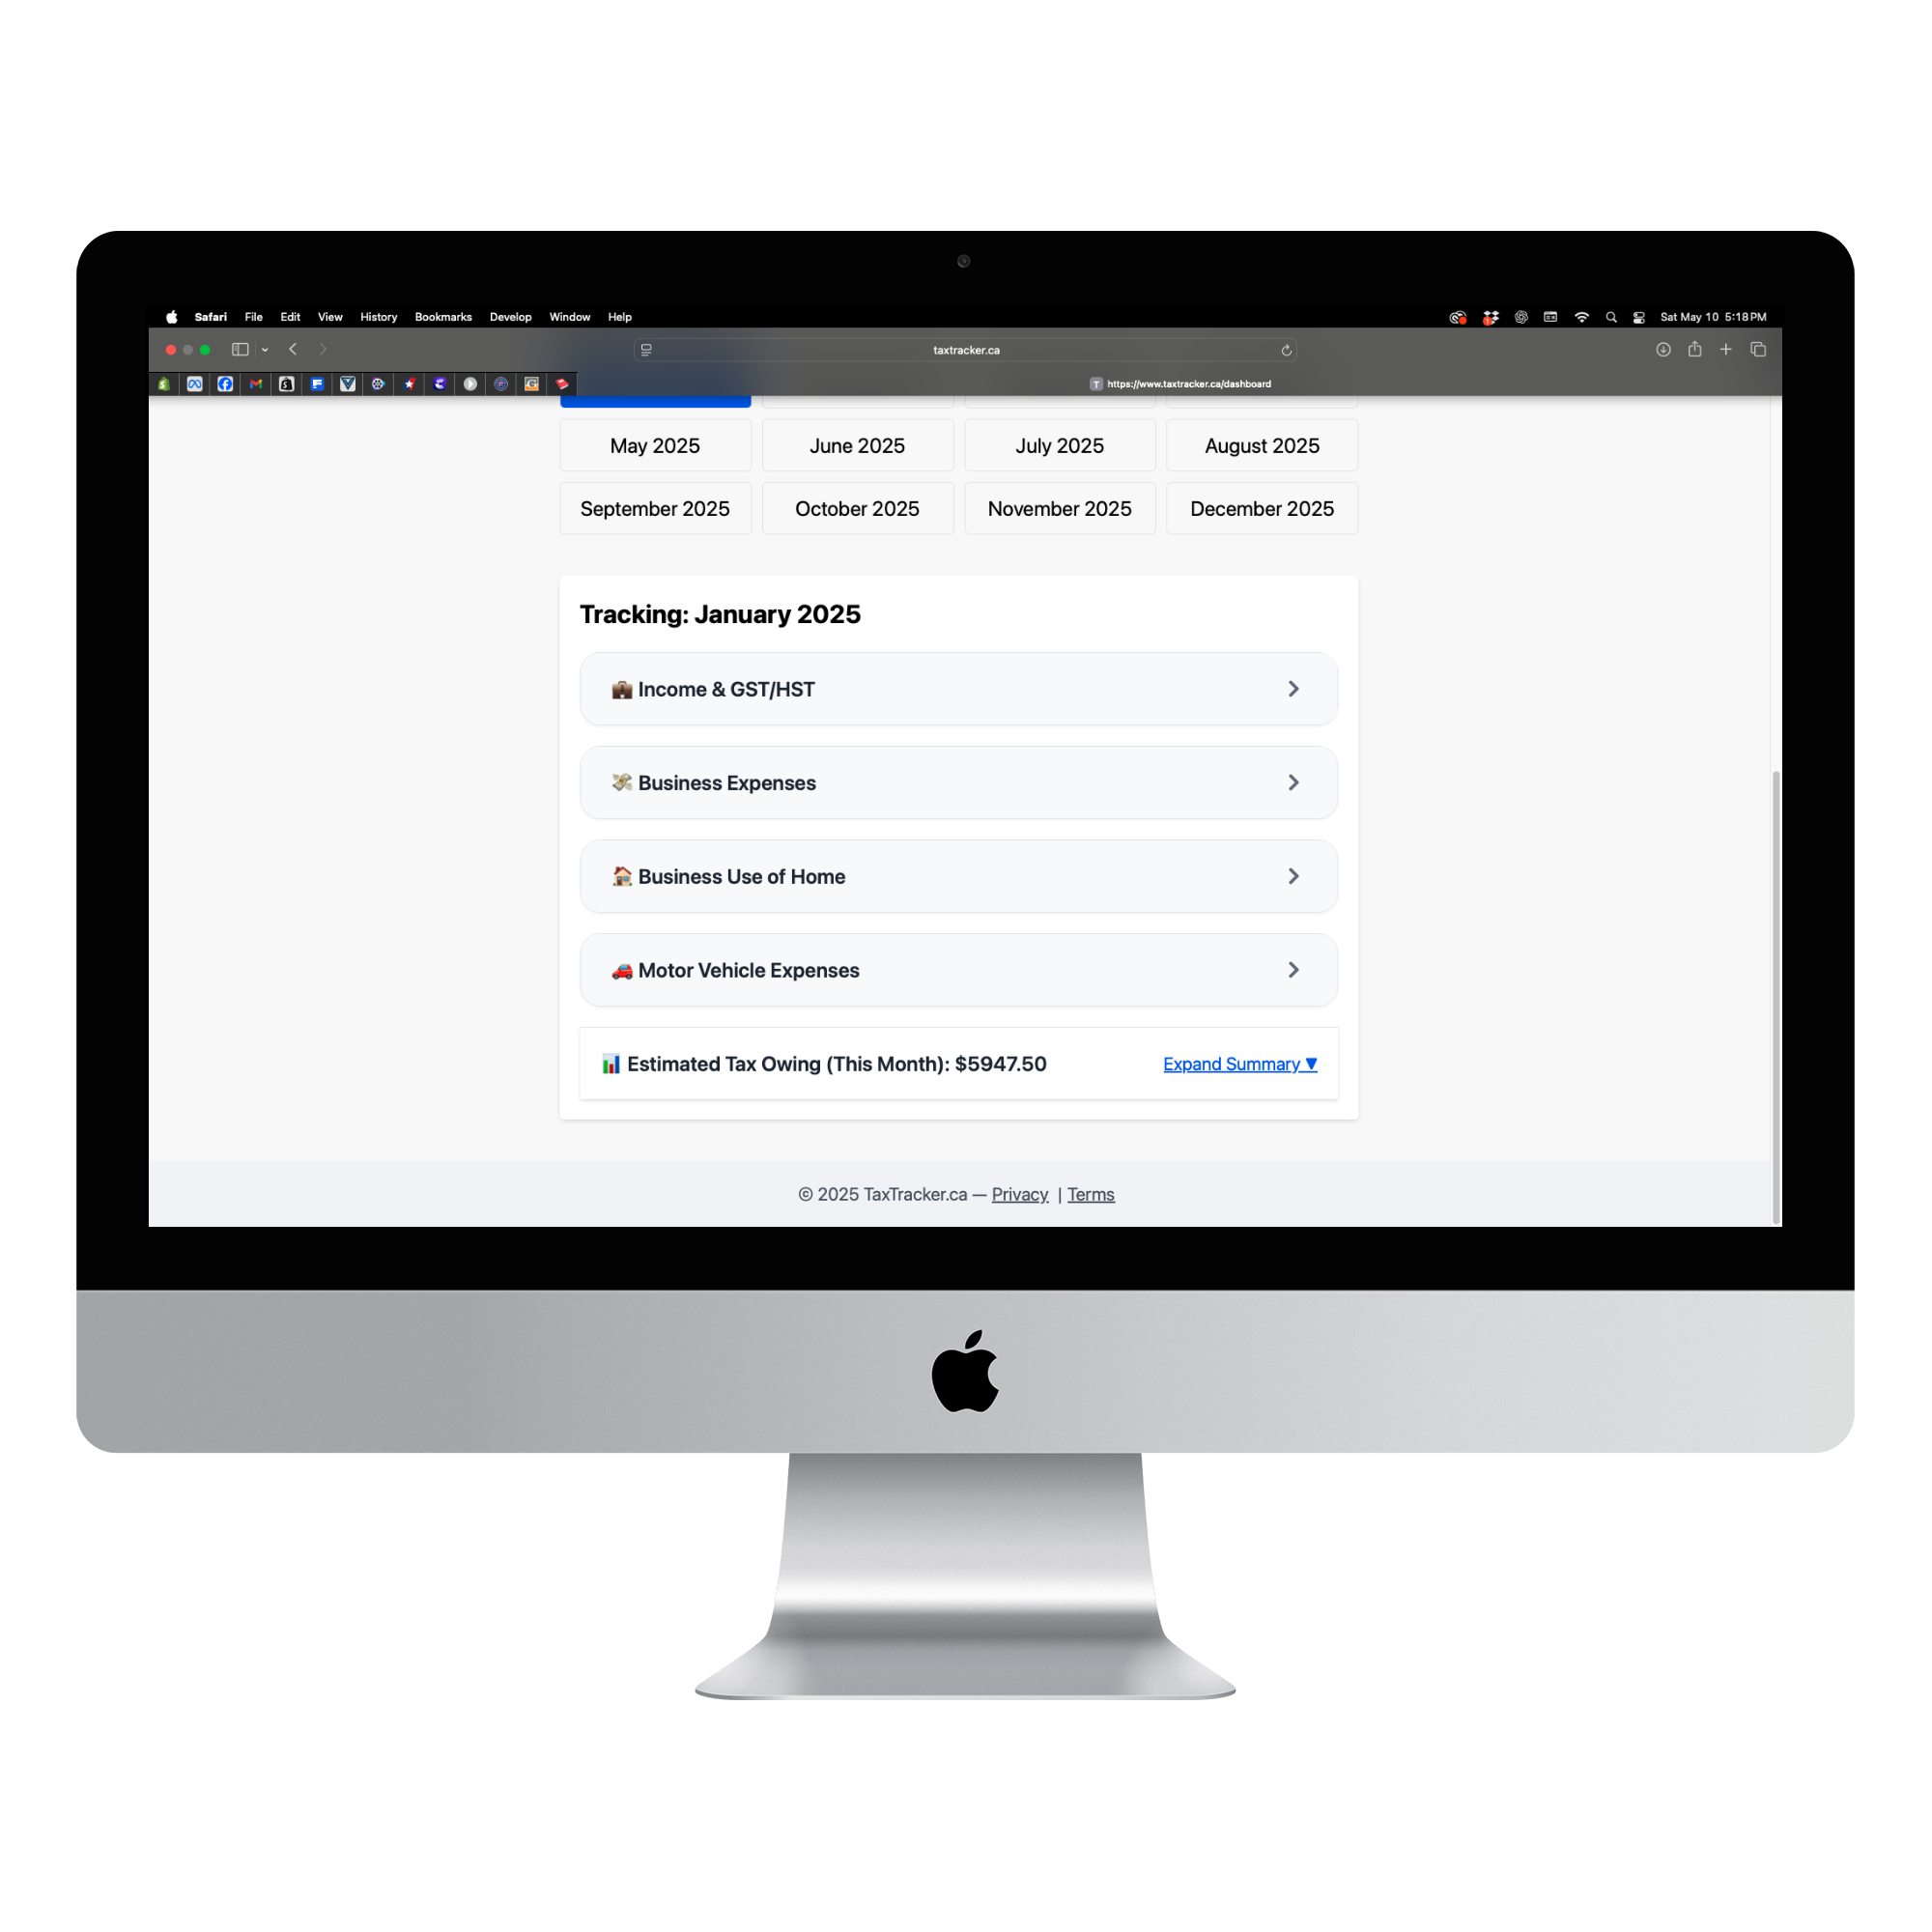 Safari File Edit View History Bookmarks Develop Window Help Sat May 10 5:18 PM
taxtracker.ca
T https://www.taxtracker.ca/dashboard
May 2025 June 2025 July 2025 August 2025
September 2025 October 2025 November 2025 December 2025
Tracking: January 2025
Income & GST/HST
Business Expenses
Business Use of Home
Motor Vehicle Expenses
Estimated Tax Owing (This Month): $5947.50 Expand Summary ▼
© 2025 TaxTracker.ca — Privacy | Terms